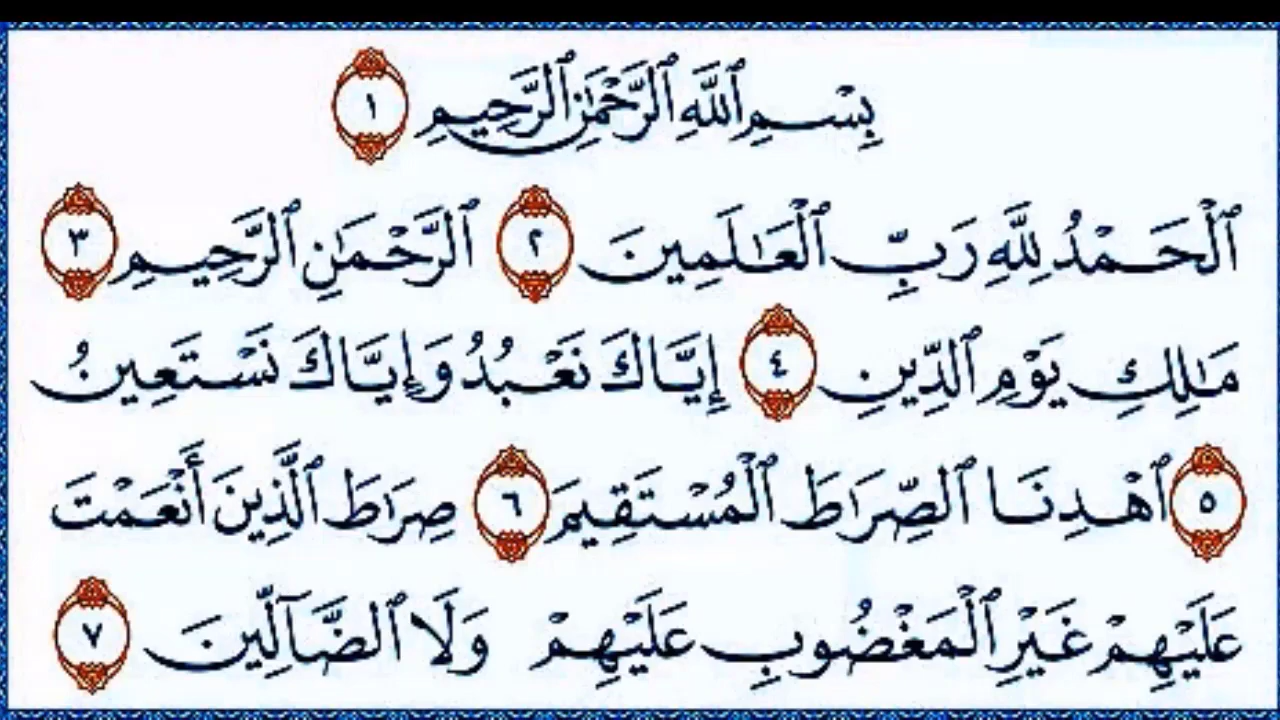 بِسْمِ ٱللَّهِ ٱلرَّحْمَٰنِ ٱلرَّحِيمِ ١
ٱلْحَمْدُ لِلَّهِ رَبِّ ٱلْعَٰلَمِينَ ٢ ٱلرَّحْمَٰنِ ٱلرَّحِيمِ ٣
مَٰلِكِ يَوْمِ ٱلدِّينِ ٤ إِيَّاكَ نَعْبُدُ وَإِيَّاكَ نَسْتَعِينُ
٥ ٱهْدِنَا ٱلصِّرَٰطَ ٱلْمُسْتَقِيمَ ٦ صِرَٰطَ ٱلَّذِينَ أَنْعَمْتَ
عَلَيْهِمْ غَيْرِ ٱلْمَغْضُوبِ عَلَيْهِمْ وَلَا ٱلضَّآلِّينَ ٧